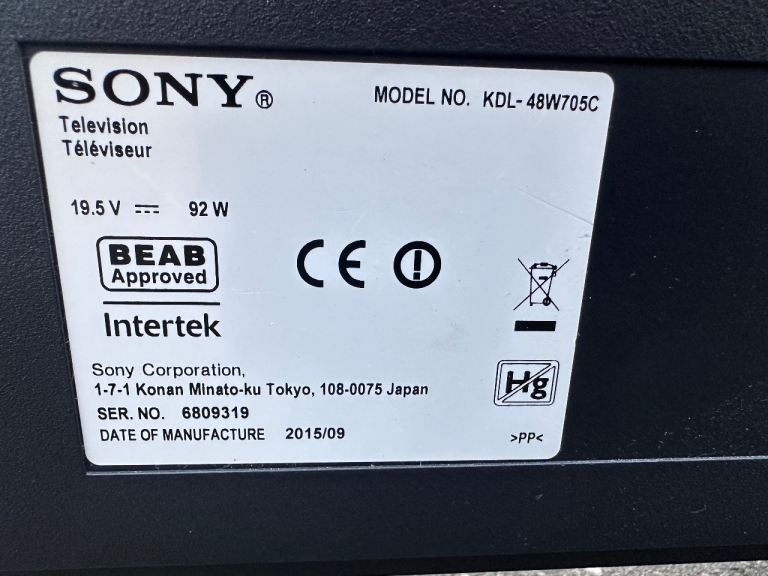 SONY®
MODEL NO. KDL-48W705C
Television
Téléviseur
19.5 V ⎓ 92 W
BEAB
Approved
Intertek
CE
Hg
Sony Corporation,
1-7-1 Konan Minato-ku Tokyo, 108-0075 Japan
SER. NO. 6809319
DATE OF MANUFACTURE 2015/09
>PP<